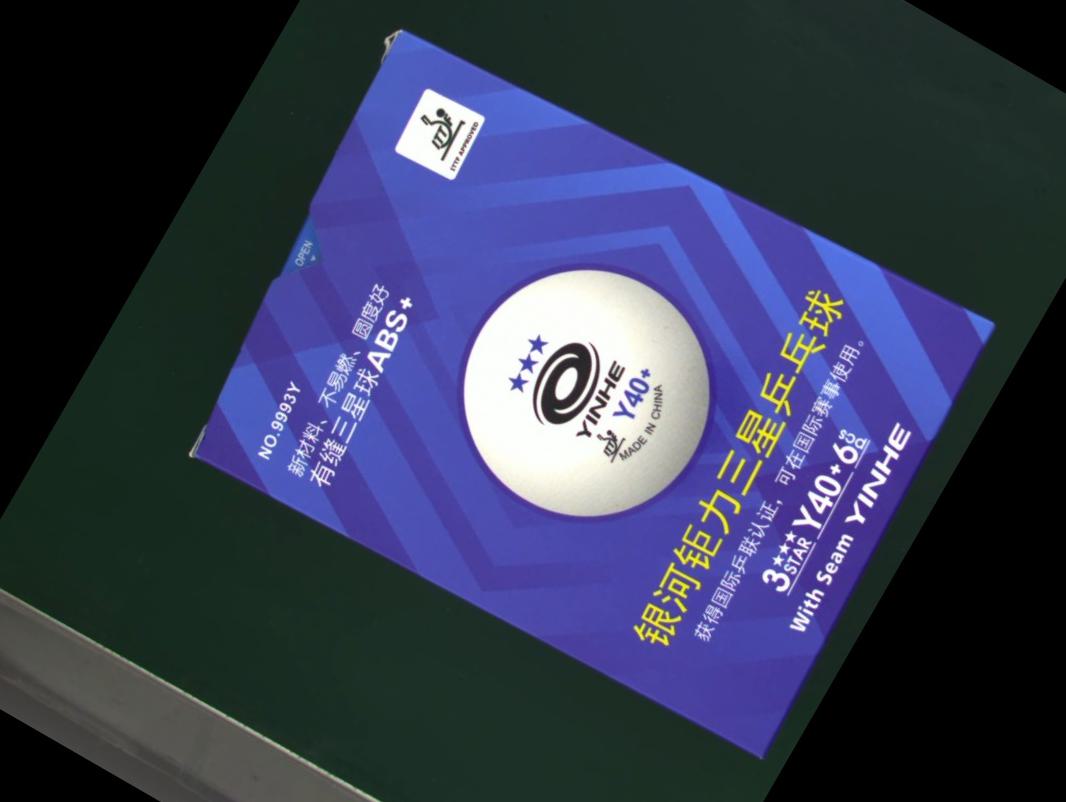 ITTF APPROVED
OPEN
NO.9993Y
新材料、不易燃、圆度好
有缝三星球ABS+
YINHE
Y40+
MADE IN CHINA
银河钜力三星乒乓球
获得国际乒联认证，可在国际赛事使用。
3★★★STAR Y40+6只装
With Seam YINHE